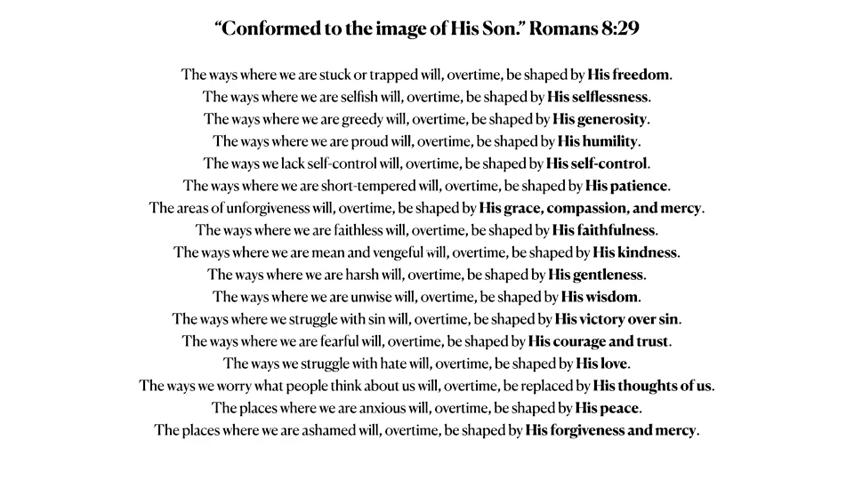 “Conformed to the image of His Son.” Romans 8:29
The ways where we are stuck or trapped will, overtime, be shaped by His freedom.
The ways where we are selfish will, overtime, be shaped by His selflessness.
The ways where we are greedy will, overtime, be shaped by His generosity.
The ways where we are proud will, overtime, be shaped by His humility.
The ways we lack self-control will, overtime, be shaped by His self-control.
The ways where we are short-tempered will, overtime, be shaped by His patience.
The areas of unforgiveness will, overtime, be shaped by His grace, compassion, and mercy.
The ways where we are faithless will, overtime, be shaped by His faithfulness.
The ways where we are mean and vengeful will, overtime, be shaped by His kindness.
The ways where we are harsh will, overtime, be shaped by His gentleness.
The ways where we are unwise will, overtime, be shaped by His wisdom.
The ways where we struggle with sin will, overtime, be shaped by His victory over sin.
The ways where we are fearful will, overtime, be shaped by His courage and trust.
The ways we struggle with hate will, overtime, be shaped by His love.
The ways we worry what people think about us will, overtime, be replaced by His thoughts of us.
The places where we are anxious will, overtime, be shaped by His peace.
The places where we are ashamed will, overtime, be shaped by His forgiveness and mercy.